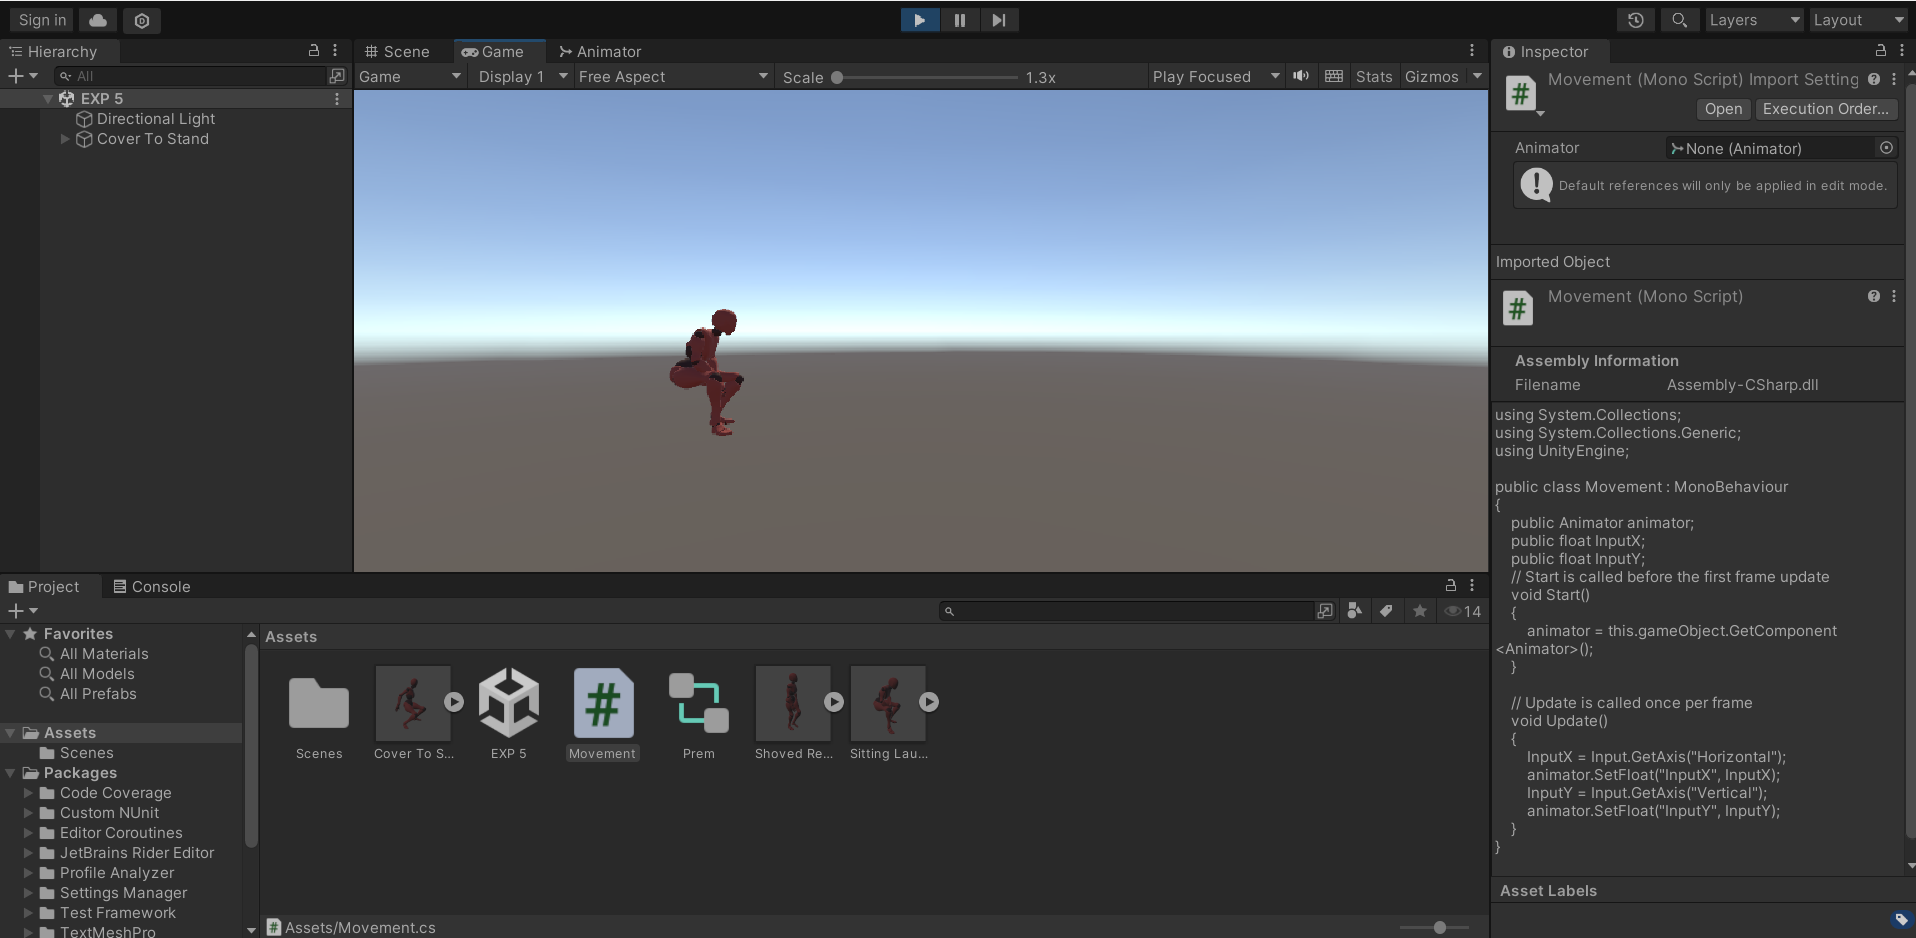 Sign in
Layers
Layout
Hierarchy
All
EXP 5
Directional Light
Cover To Stand
Scene
Game
Animator
Game
Display 1
Free Aspect
Scale
1.3x
Play Focused
Stats
Gizmos
Inspector
Movement (Mono Script) Import Setting
Open
Execution Order...
Animator
None (Animator)
Default references will only be applied in edit mode.
Imported Object
Movement (Mono Script)
Assembly Information
Filename
Assembly-CSharp.dll
using System.Collections;
using System.Collections.Generic;
using UnityEngine;
public class Movement : MonoBehaviour
{
public Animator animator;
public float InputX;
public float InputY;
// Start is called before the first frame update
void Start()
{
animator = this.gameObject.GetComponent
<Animator>();
}
// Update is called once per frame
void Update()
{
InputX = Input.GetAxis("Horizontal");
animator.SetFloat("InputX", InputX);
InputY = Input.GetAxis("Vertical");
animator.SetFloat("InputY", InputY);
}
}
Asset Labels
Project
Console
14
Favorites
All Materials
All Models
All Prefabs
Assets
Scenes
Packages
Code Coverage
Custom NUnit
Editor Coroutines
JetBrains Rider Editor
Profile Analyzer
Settings Manager
Test Framework
TextMeshPro
Assets
#
Scenes
Cover To S...
EXP 5
Movement
Prem
Shoved Re...
Sitting Lau...
Assets/Movement.cs